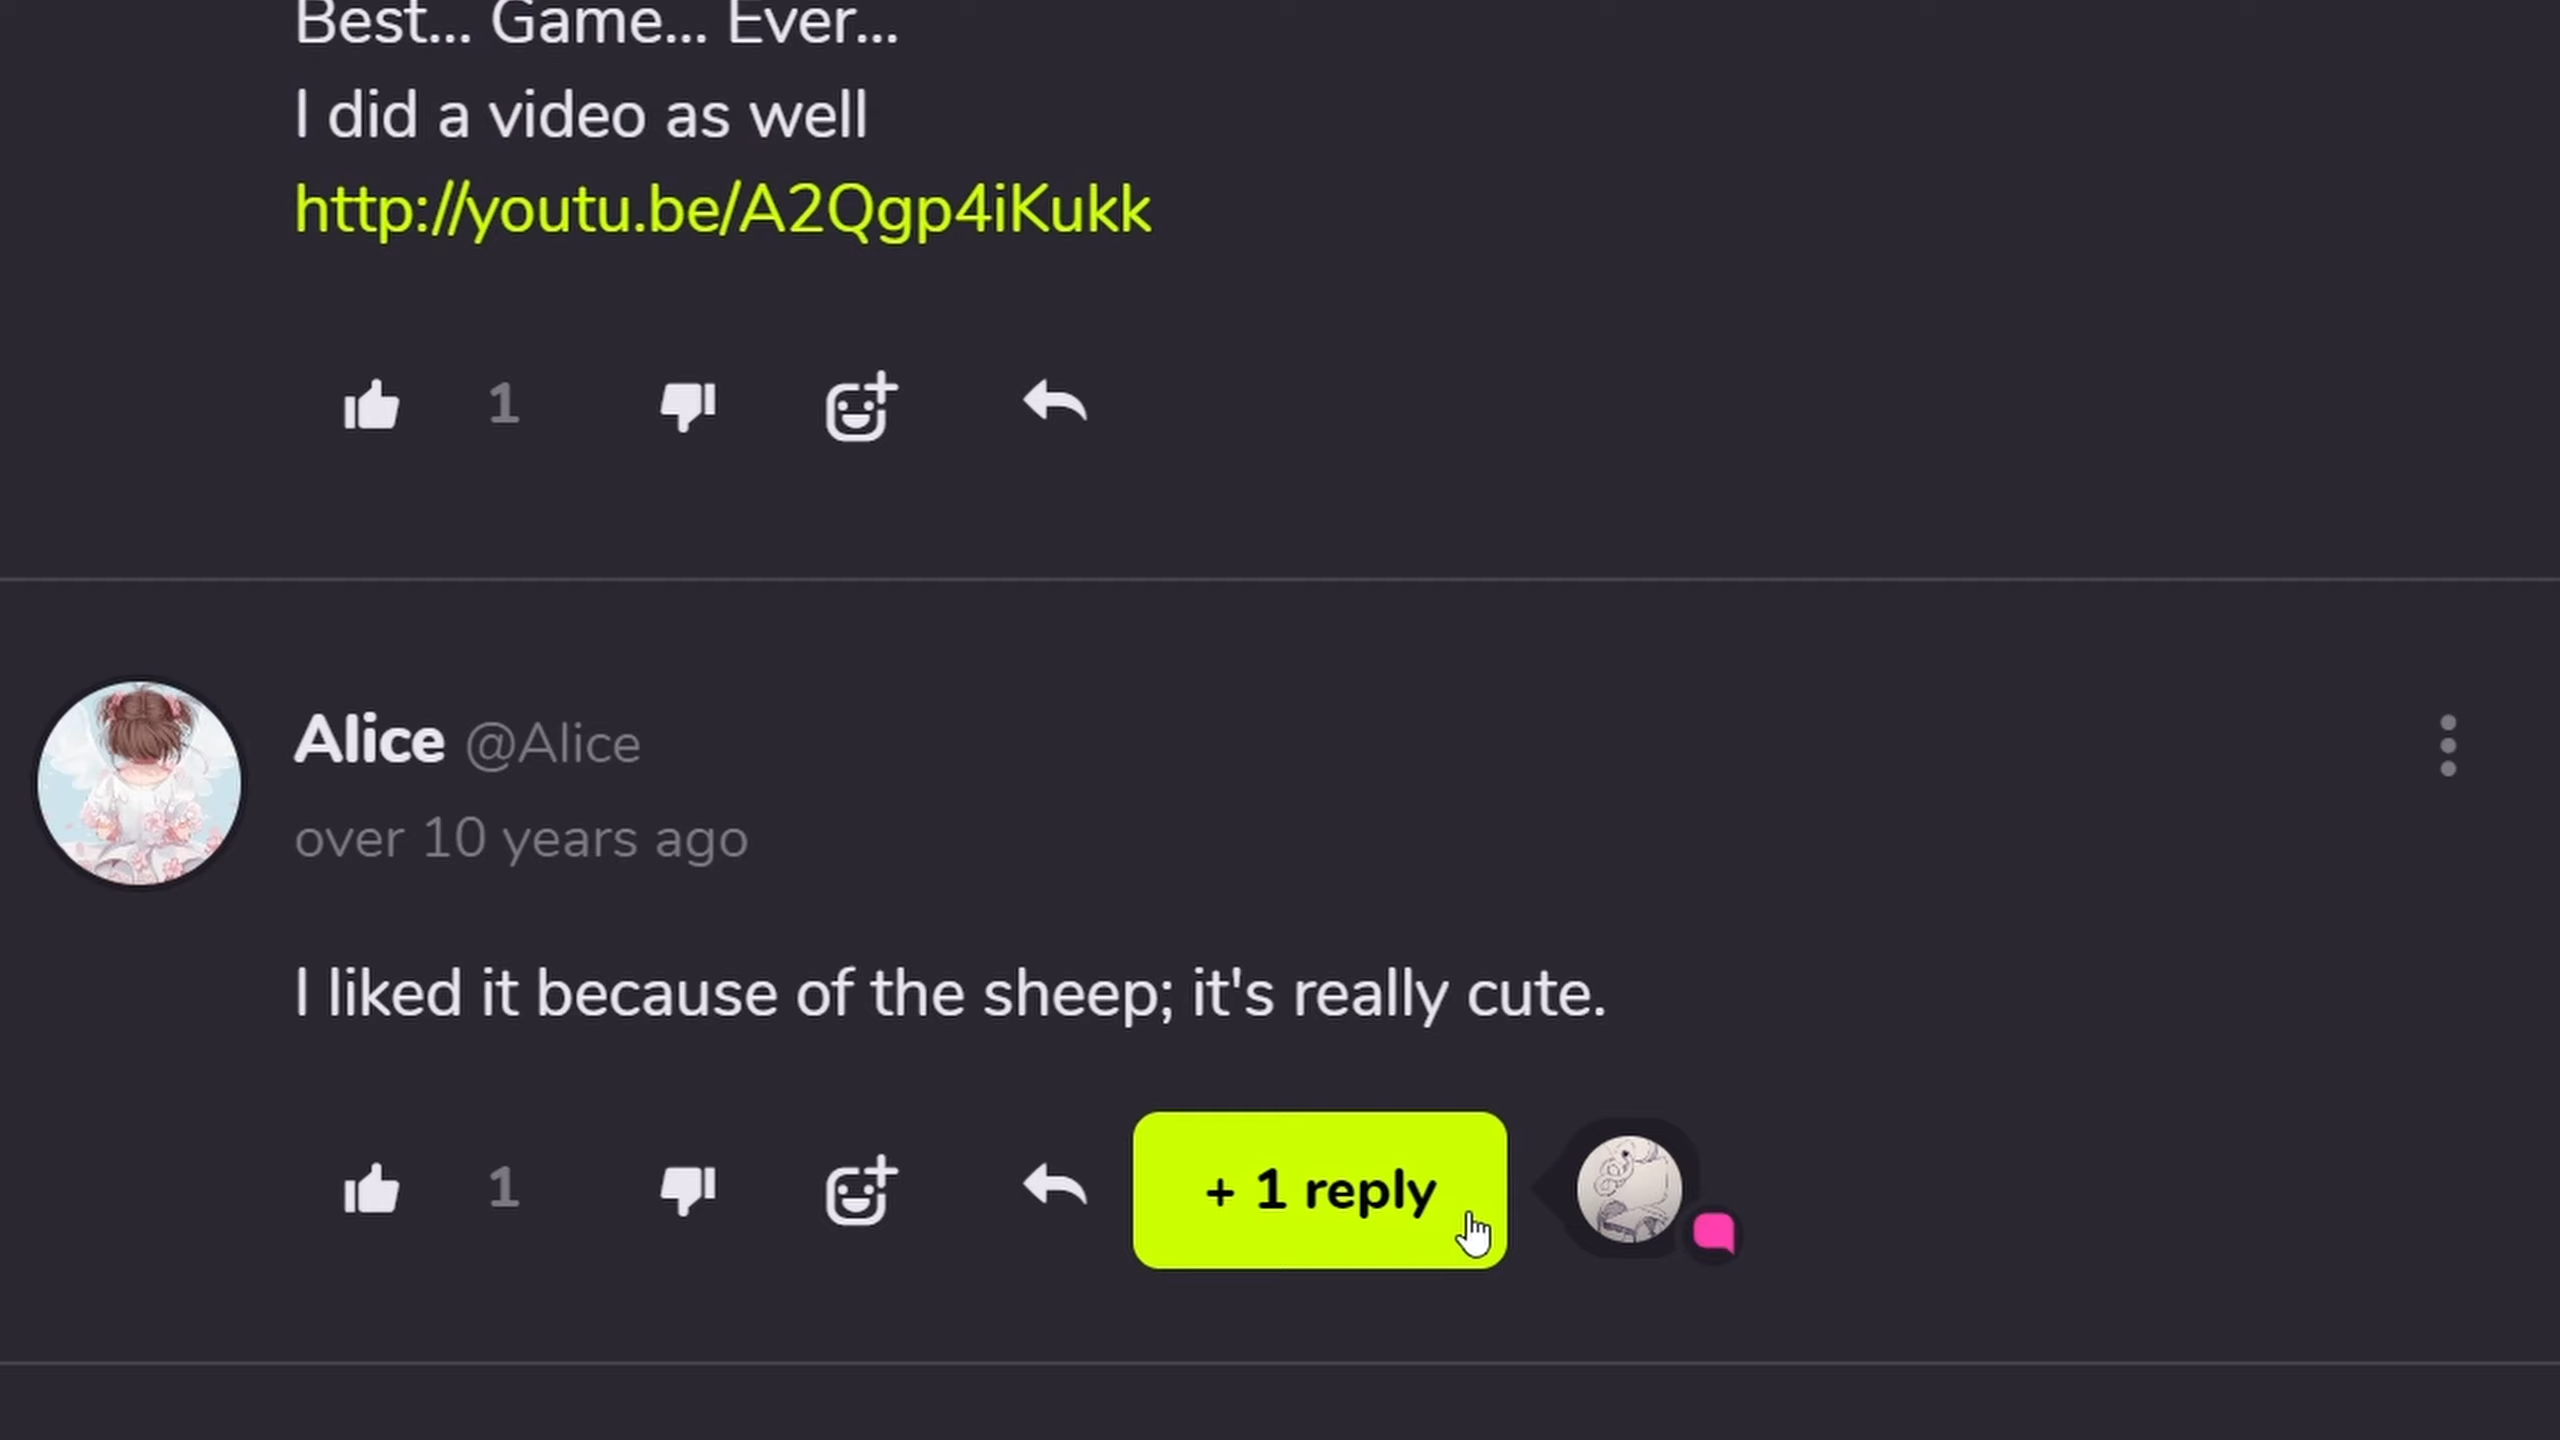 Best... Game... Ever...
I did a video as well
http://youtu.be/A2Qgp4iKukk
1
Alice @Alice
over 10 years ago
I liked it because of the sheep; it's really cute.
1
+ 1 reply